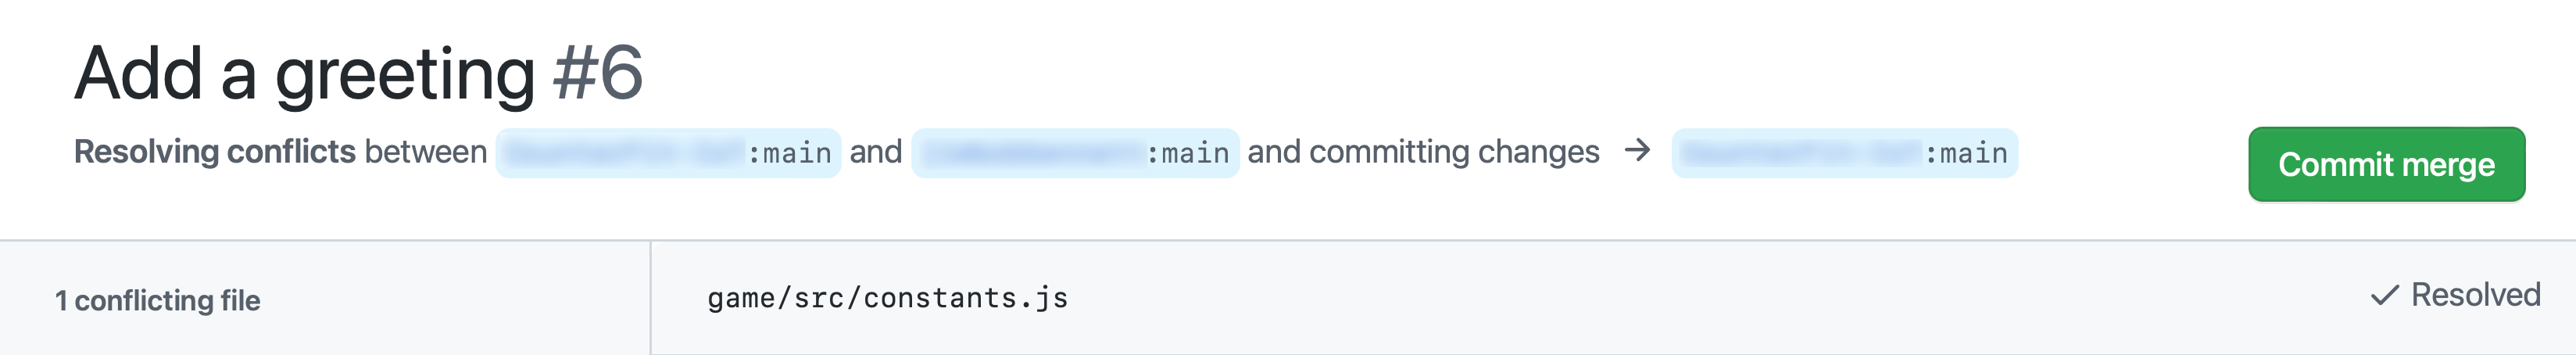 Add a greeting #6
Resolving conflicts between :main and :main and committing changes → :main
Commit merge
1 conflicting file
game/src/constants.js
✓ Resolved